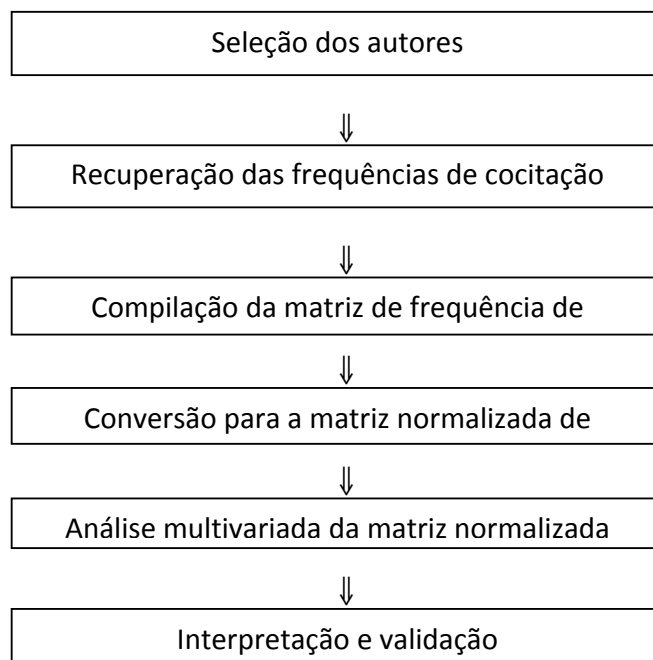 Seleção dos autores
⇓
Recuperação das frequências de cocitação
⇓
Compilação da matriz de frequência de
⇓
Conversão para a matriz normalizada de
⇓
Análise multivariada da matriz normalizada
⇓
Interpretação e validação